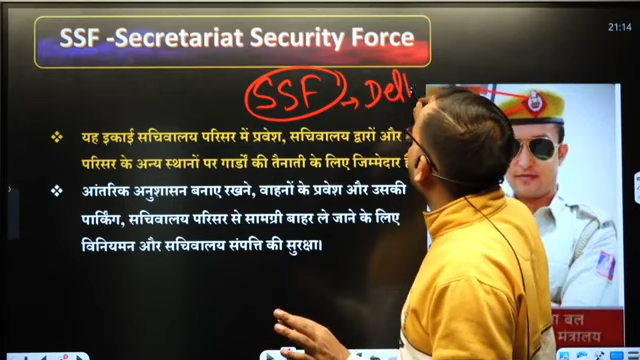 21:14
SSF -Secretariat Security Force
SSF → Delh
यह इकाई सचिवालय परिसर में प्रवेश, सचिवालय द्वारों और
परिसर के अन्य स्थानों पर गार्डों की तैनाती के लिए जिम्मेदार
आंतरिक अनुशासन बनाए रखने, वाहनों के प्रवेश और उसकी
पार्किंग, सचिवालय परिसर से सामग्री बाहर ले जाने के लिए
विनियमन और सचिवालय संपत्ति की सुरक्षा।
बल
मंत्रालय